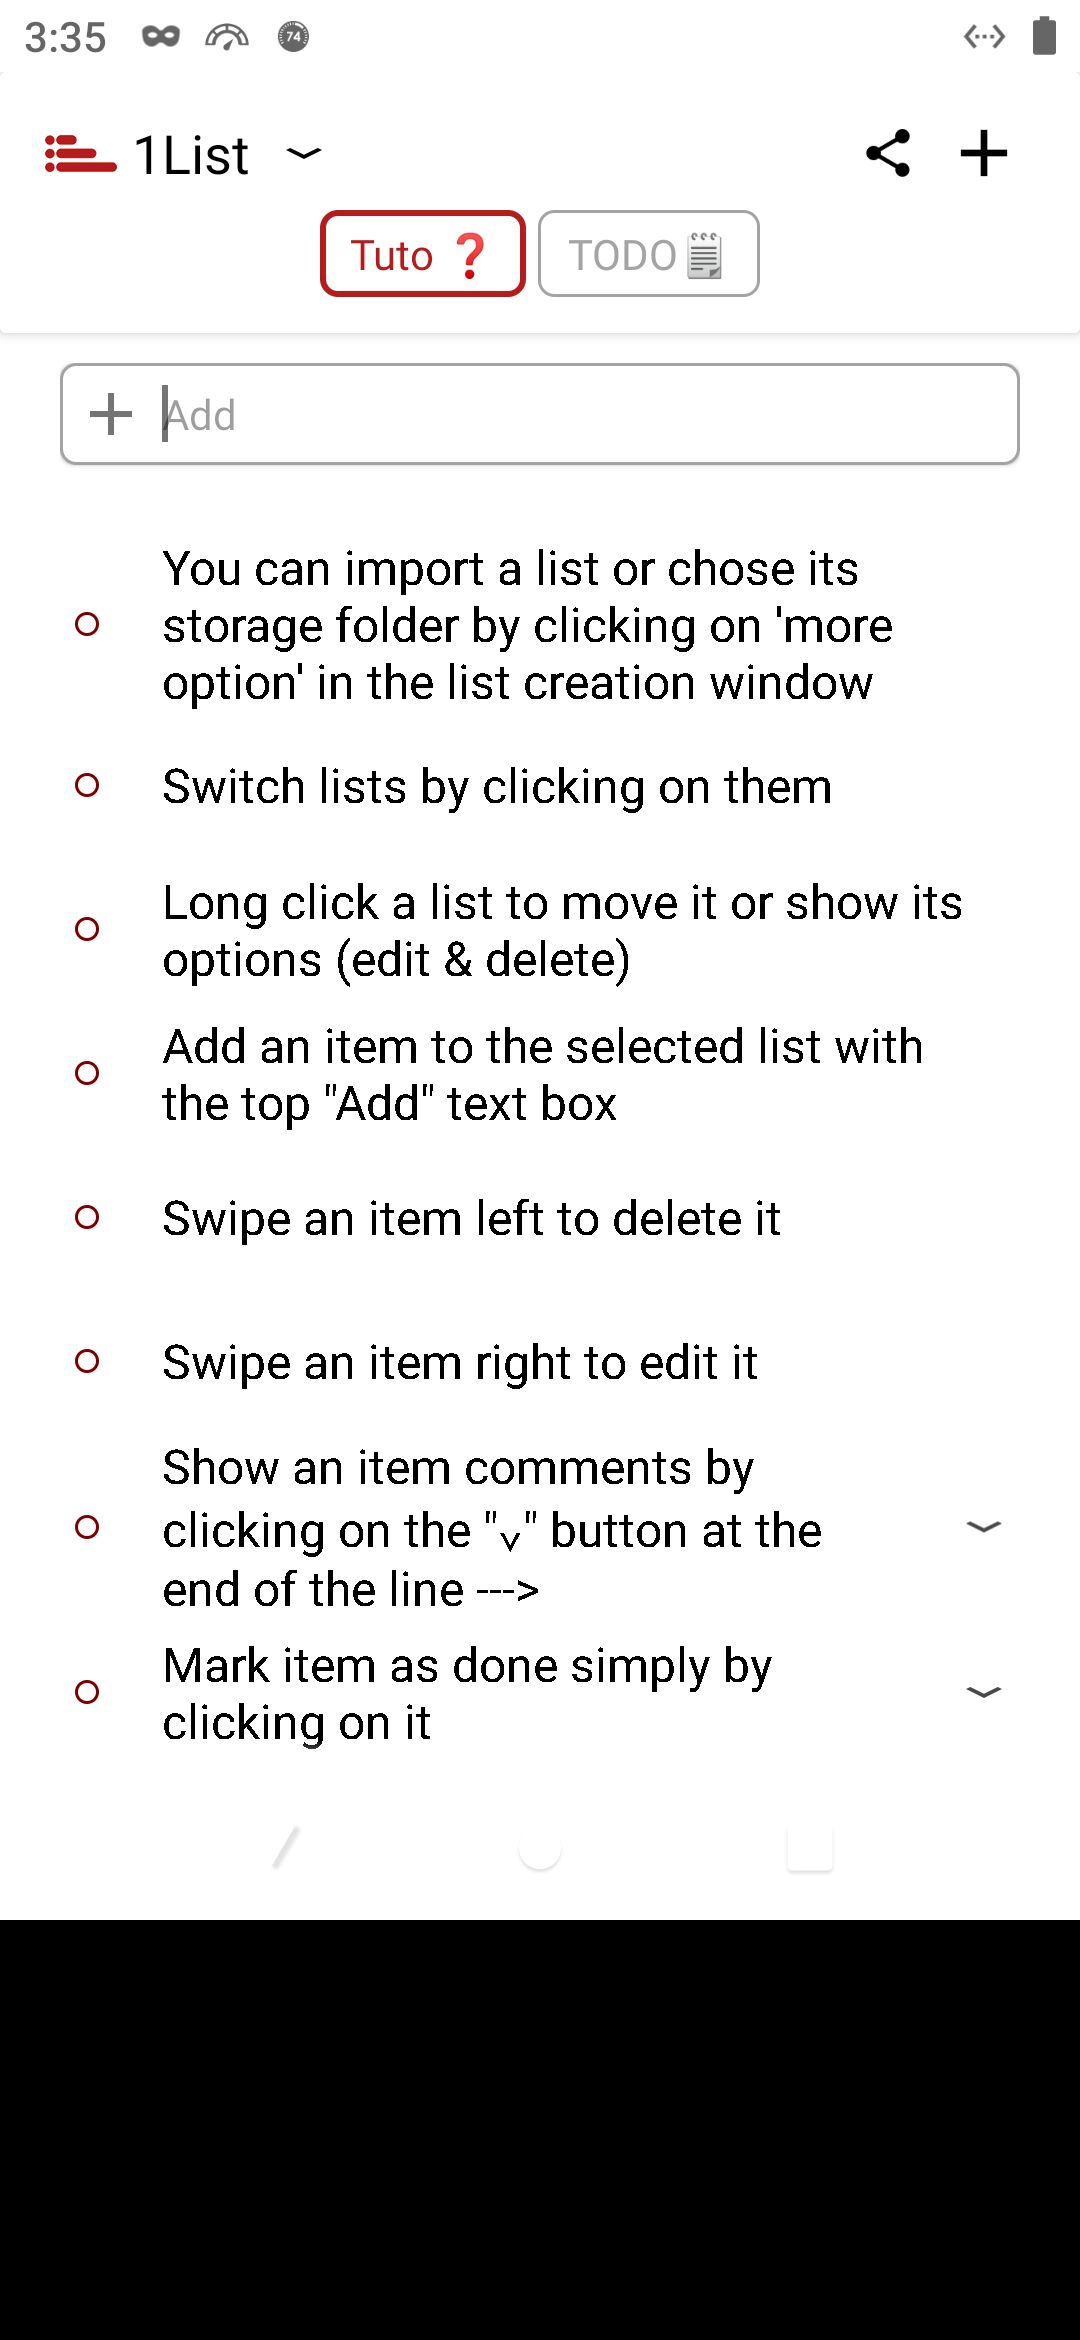 3:35
74
1List
Tuto ❓
TODO
Add
You can import a list or chose its
storage folder by clicking on 'more
option' in the list creation window
Switch lists by clicking on them
Long click a list to move it or show its
options (edit & delete)
Add an item to the selected list with
the top "Add" text box
Swipe an item left to delete it
Swipe an item right to edit it
Show an item comments by
clicking on the "⌄" button at the
end of the line --->
Mark item as done simply by
clicking on it